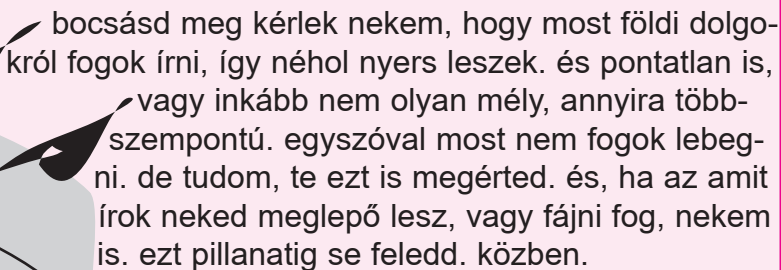 bocsásd meg kérlek nekem, hogy most földi dolgo-
król fogok írni, így néhol nyers leszek. és pontatlan is,
vagy inkább nem olyan mély, annyira több-
szempontú. egyszóval most nem fogok lebeg-
ni. de tudom, te ezt is megérted. és, ha az amit
írok neked meglepő lesz, vagy fájni fog, nekem
is. ezt pillanatig se feledd. közben.